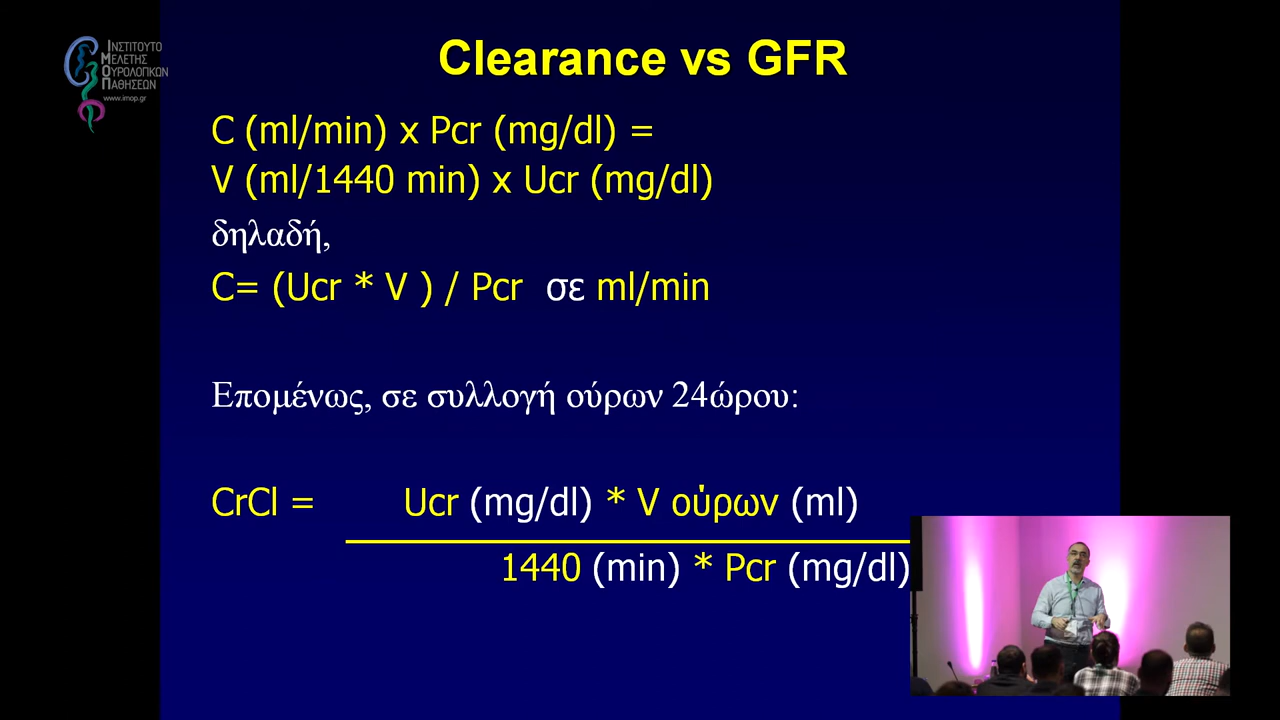 ΙΝΣΤΙΤΟΥΤΟ
ΜΕΛΕΤΗΣ
ΟΥΡΟΛΟΓΙΚΩΝ
ΠΑΘΗΣΕΩΝ
www.imop.gr
Clearance vs GFR
C (ml/min) x Pcr (mg/dl) =
V (ml/1440 min) x Ucr (mg/dl)
δηλαδή,
C= (Ucr * V ) / Pcr σε ml/min
Επομένως, σε συλλογή ούρων 24ώρου:
CrCl = Ucr (mg/dl) * V ούρων (ml)
1440 (min) * Pcr (mg/dl)